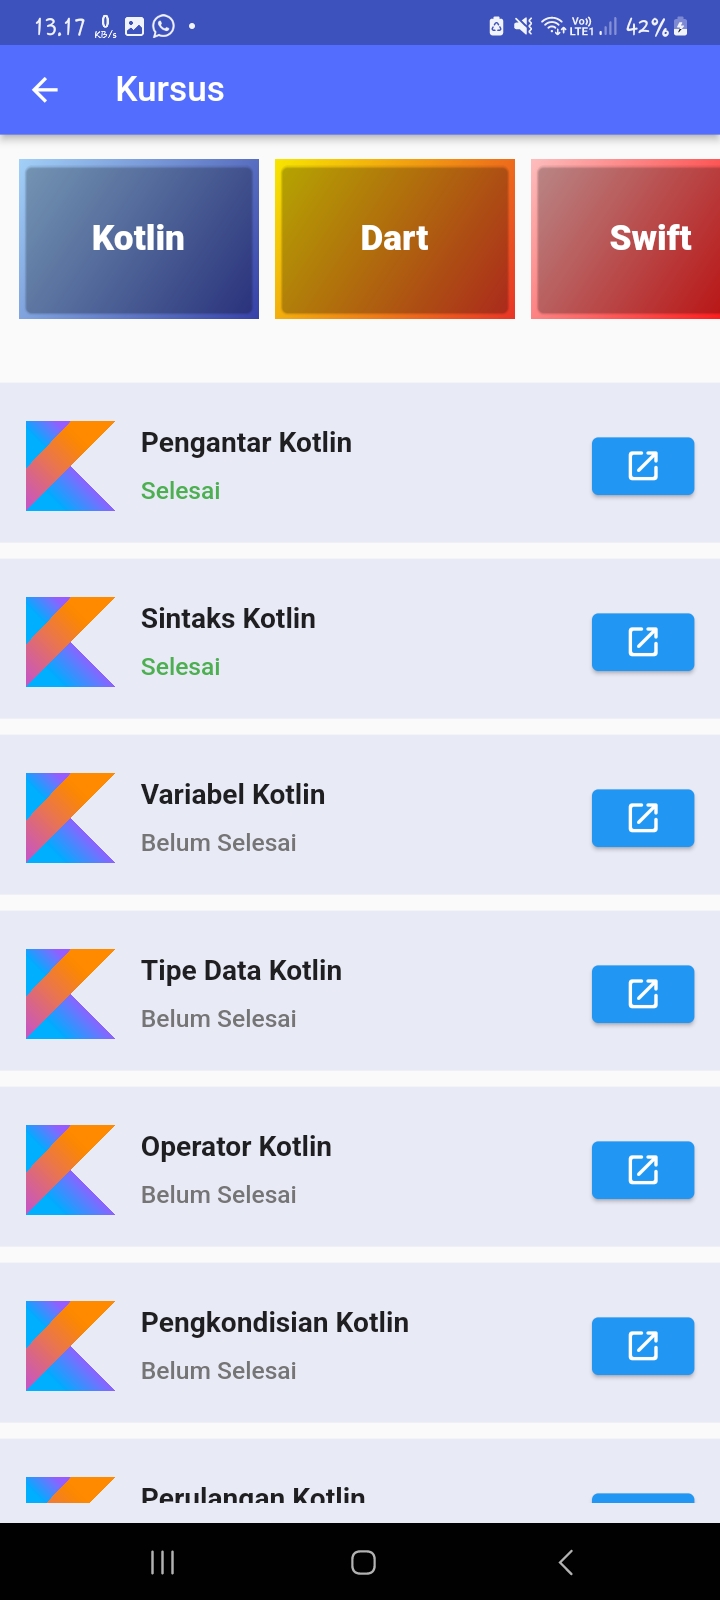 13.17 0 KB/s Vo)) LTE1 42%
Kursus
Kotlin Dart Swift
Pengantar Kotlin
Selesai
Sintaks Kotlin
Selesai
Variabel Kotlin
Belum Selesai
Tipe Data Kotlin
Belum Selesai
Operator Kotlin
Belum Selesai
Pengkondisian Kotlin
Belum Selesai
Perulangan Kotlin